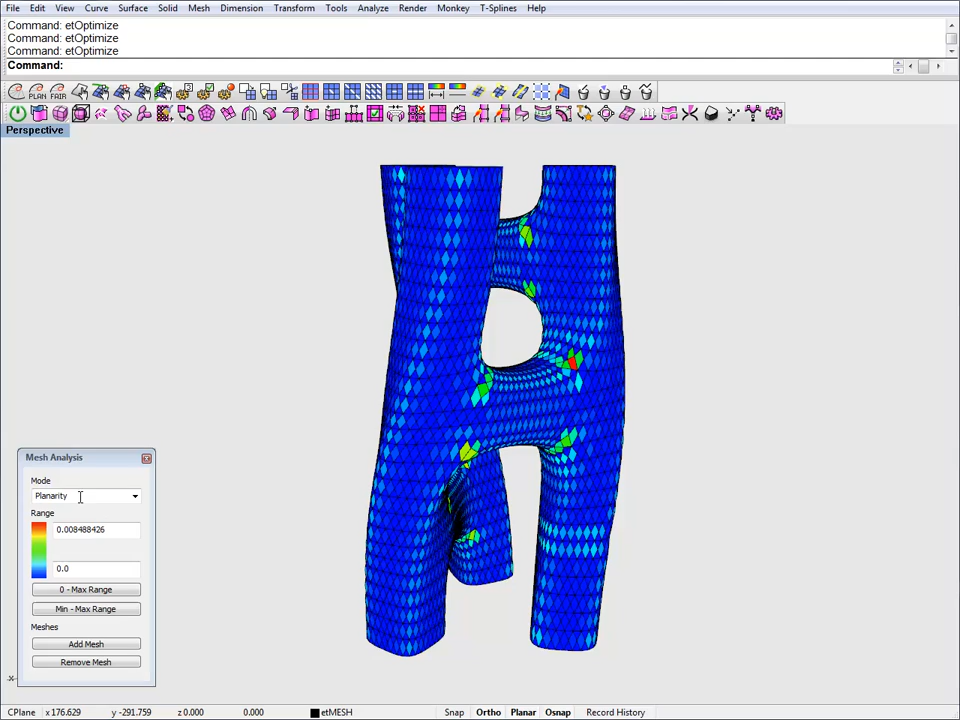 File Edit View Curve Surface Solid Mesh Dimension Transform Tools Analyze Render Monkey T-Splines Help
Command: etOptimize
Command: etOptimize
Command: etOptimize
Command:
PLAN FAIR
Perspective
Mesh Analysis
Mode
Planarity
Range
0.008488426
0.0
0 - Max Range
Min - Max Range
Meshes
Add Mesh
Remove Mesh
CPlane x 176.629 y -291.759 z 0.000 0.000 etMESH Snap Ortho Planar Osnap Record History